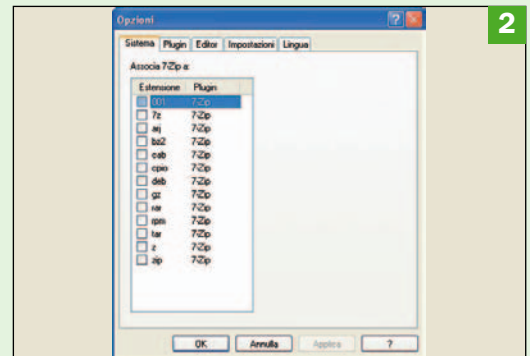 2
Opzioni
Sistema Plugin Editor Impostazioni Lingua
Associa 7-Zip a:
Estensione Plugin
001 7-Zip
7z 7-Zip
arj 7-Zip
bz2 7-Zip
cab 7-Zip
cpio 7-Zip
deb 7-Zip
gz 7-Zip
rar 7-Zip
rpm 7-Zip
tar 7-Zip
z 7-Zip
zip 7-Zip
OK Annulla Applica ?